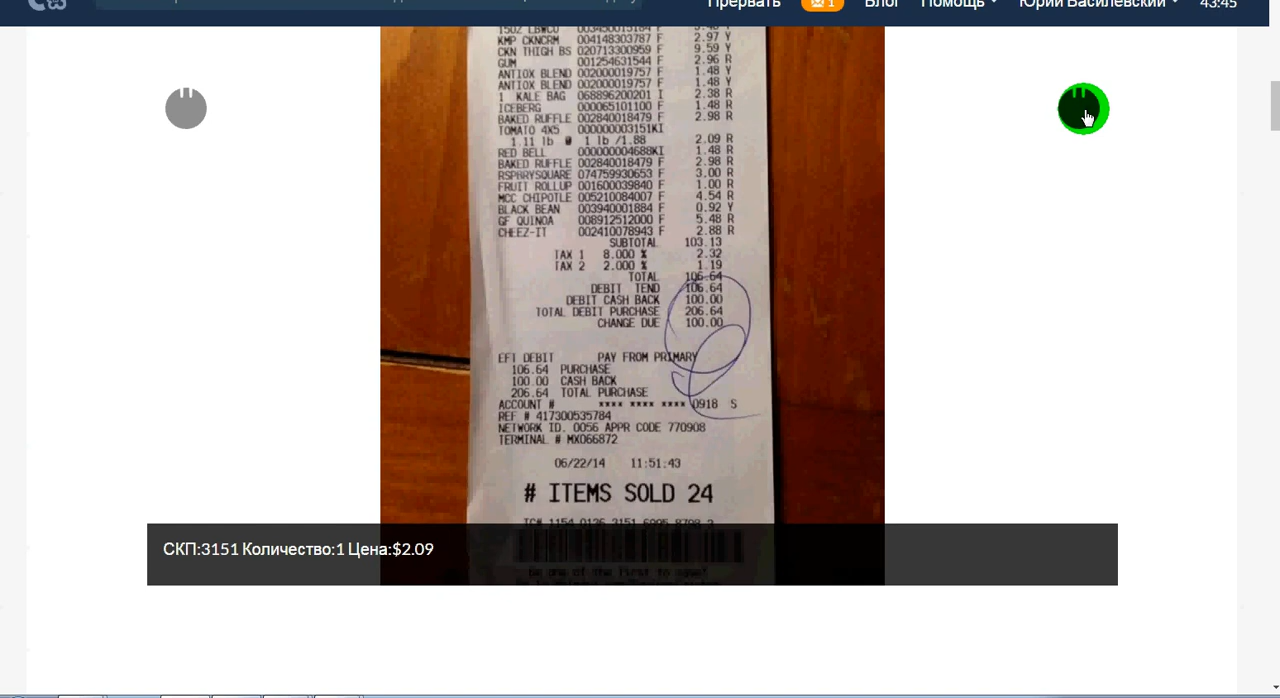 Прервать 1 Блог Помощь Юрий Василевский 43:45
KMP CKNCRM 004148303787 F 2.97 Y
CKN THIGH BS 020713300959 F 9.59 Y
GUM 001254631544 F 2.96 R
ANTIOX BLEND 002000019757 F 1.48 Y
ANTIOX BLEND 002000019757 F 1.48 Y
1 KALE BAG 068896200201 I 2.38 R
ICEBERG 000065101100 F 1.48 R
BAKED RUFFLE 002840018479 F 2.98 R
TOMATO 4X5 000000003151KI
1.11 lb @ 1 lb /1.88 2.09 R
RED BELL 000000004688KI 1.48 R
BAKED RUFFLE 002840018479 F 2.98 R
RSPBRYSQUARE 074759930653 F 3.00 R
FRUIT ROLLUP 001600039840 F 1.00 R
MCC CHIPOTLE 005210084007 F 4.54 R
BLACK BEAN 003940001884 F 0.92 Y
GF QUINOA 008912512000 F 5.48 R
CHEEZ-IT 002410078943 F 2.88 R
SUBTOTAL 103.13
TAX 1 8.000 % 2.32
TAX 2 2.000 % 1.19
TOTAL 106.64
DEBIT TEND 106.64
DEBIT CASH BACK 100.00
TOTAL DEBIT PURCHASE 206.64
CHANGE DUE 100.00
EFT DEBIT PAY FROM PRIMARY
106.64 PURCHASE
100.00 CASH BACK
206.64 TOTAL PURCHASE
ACCOUNT # **** **** **** 0918 S
REF # 417300535784
NETWORK ID. 0056 APPR CODE 770908
TERMINAL # MX066872
06/22/14 11:51:43
# ITEMS SOLD 24
СКП:3151 Количество:1 Цена:$2.09